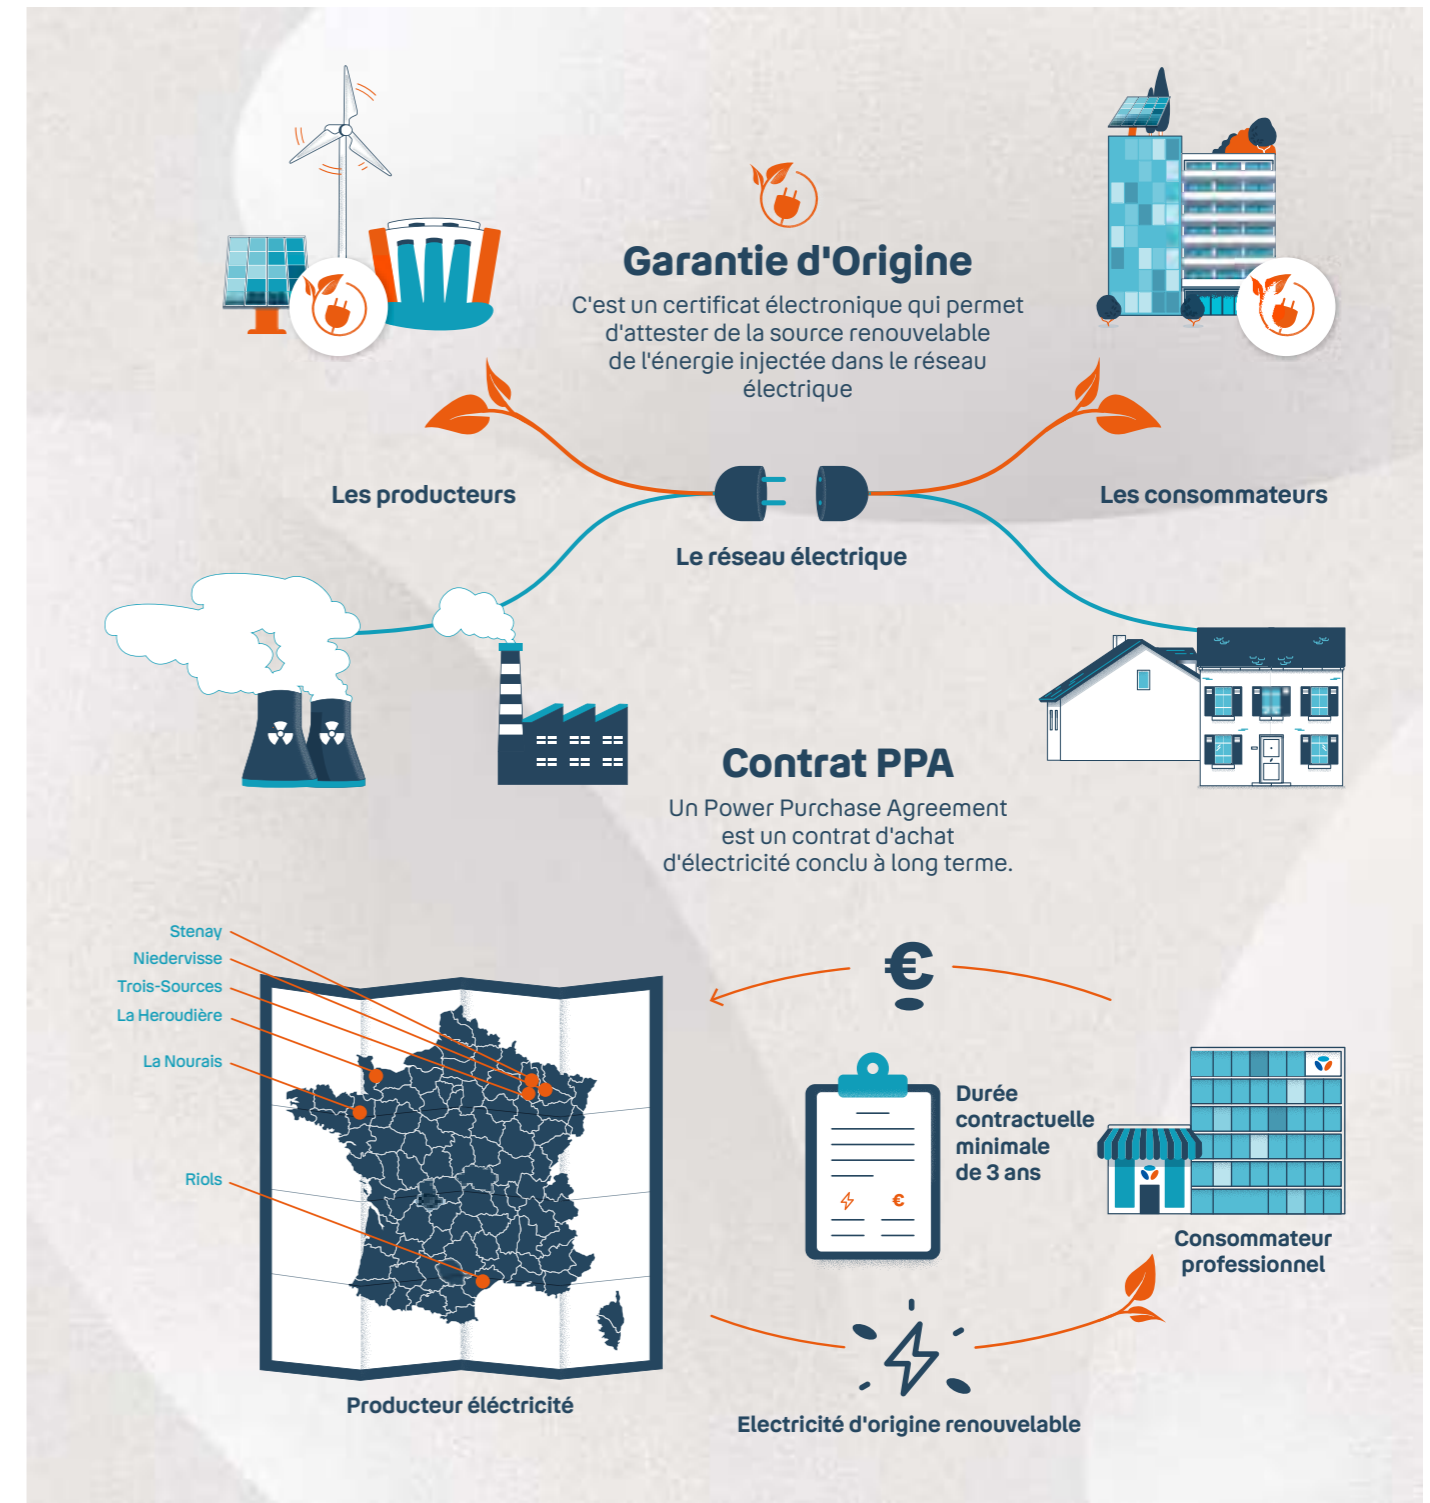 Garantie d'Origine
C'est un certificat électronique qui permet
d'attester de la source renouvelable
de l'énergie injectée dans le réseau
électrique
Les producteurs
Les consommateurs
Le réseau électrique
Contrat PPA
Un Power Purchase Agreement
est un contrat d'achat
d'électricité conclu à long terme.
Stenay
Niedervisse
Trois-Sources
La Heroudière
La Nourais
Riols
Producteur éléctricité
€
Durée
contractuelle
minimale
de 3 ans
€
Consommateur
professionnel
Electricité d'origine renouvelable